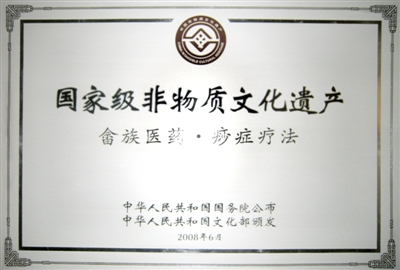 国家级非物质文化遗产
畲族医药·痧症疗法
中华人民共和国国务院公布
中华人民共和国文化部颁发
2008年6月